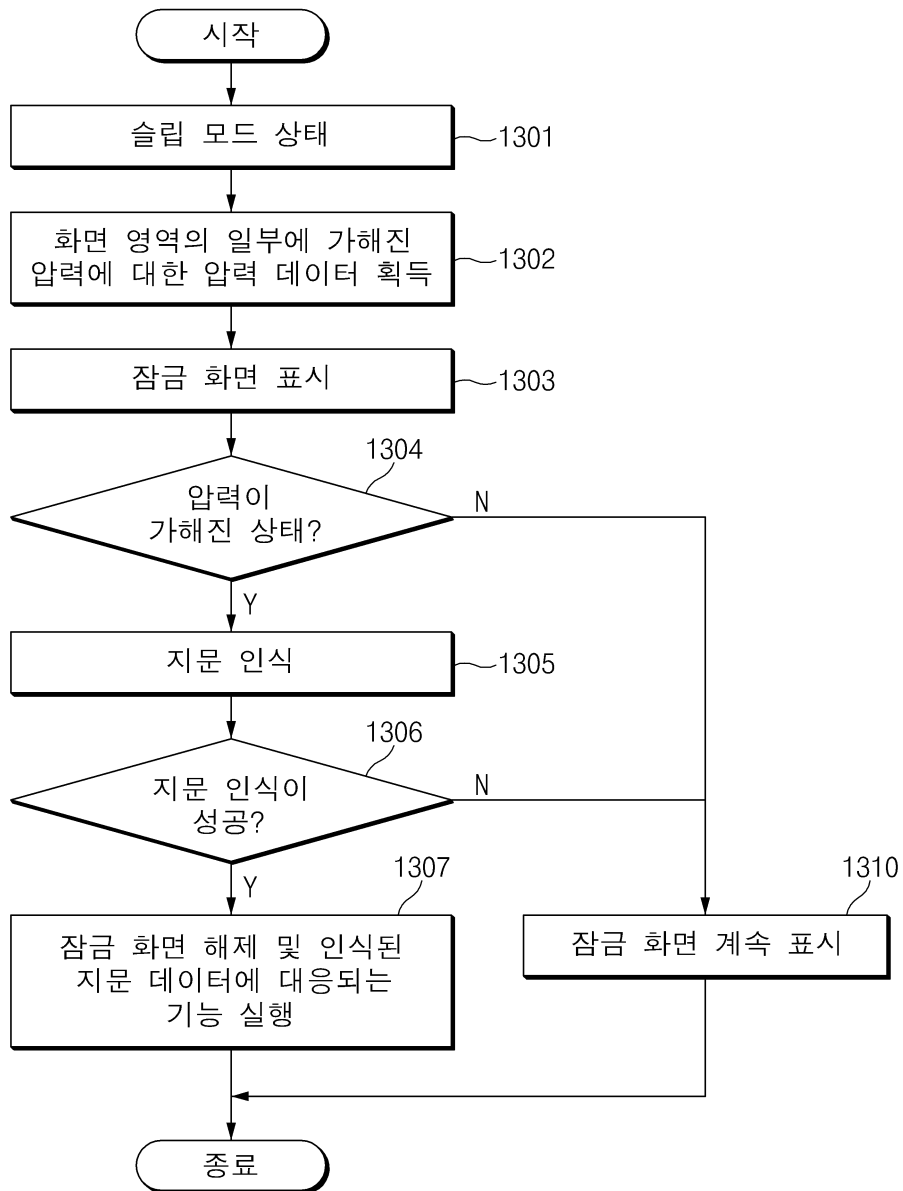 시작
슬립 모드 상태
1301
화면 영역의 일부에 가해진
압력에 대한 압력 데이터 획득
1302
잠금 화면 표시
1303
1304
압력이
가해진 상태?
N
Y
지문 인식
1305
1306
지문 인식이
성공?
N
Y
1307
잠금 화면 해제 및 인식된
지문 데이터에 대응되는
기능 실행
1310
잠금 화면 계속 표시
종료